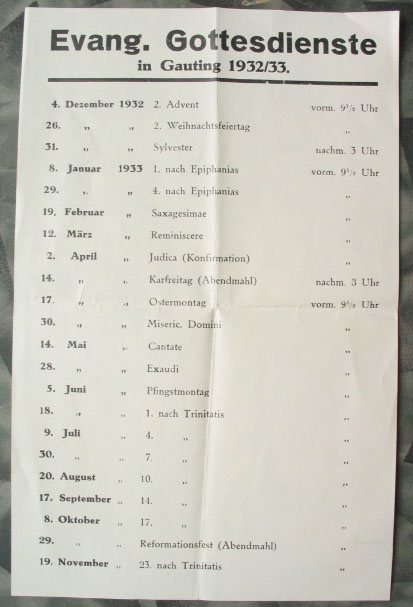 Evang. Gottesdienste
in Gauting 1932/33.
4. Dezember 1932 2. Advent vorm. 9½ Uhr
26. „ „ 2. Weihnachtsfeiertag „
31. „ „ Sylvester nachm. 3 Uhr
8. Januar 1933 1. nach Epiphanias vorm. 9½ Uhr
29. „ „ 4. nach Epiphanias „
19. Februar „ Saxagesimae „
12. März „ Reminiscere „
2. April „ Judica (Konfirmation) „
14. „ „ Karfreitag (Abendmahl) nachm. 3 Uhr
17. „ „ Ostermontag vorm. 9½ Uhr
30. „ „ Miseric. Domini „
14. Mai „ Cantate „
28. „ „ Exaudi „
5. Juni „ Pfingstmontag „
18. „ „ 1. nach Trinitatis „
9. Juli „ 4. „ „
30. „ „ 7. „ „
20. August „ 10. „ „
17. September „ 14. „ „
8. Oktober „ 17. „ „
29. „ „ Reformationsfest (Abendmahl) „
19. November „ 23. nach Trinitatis „